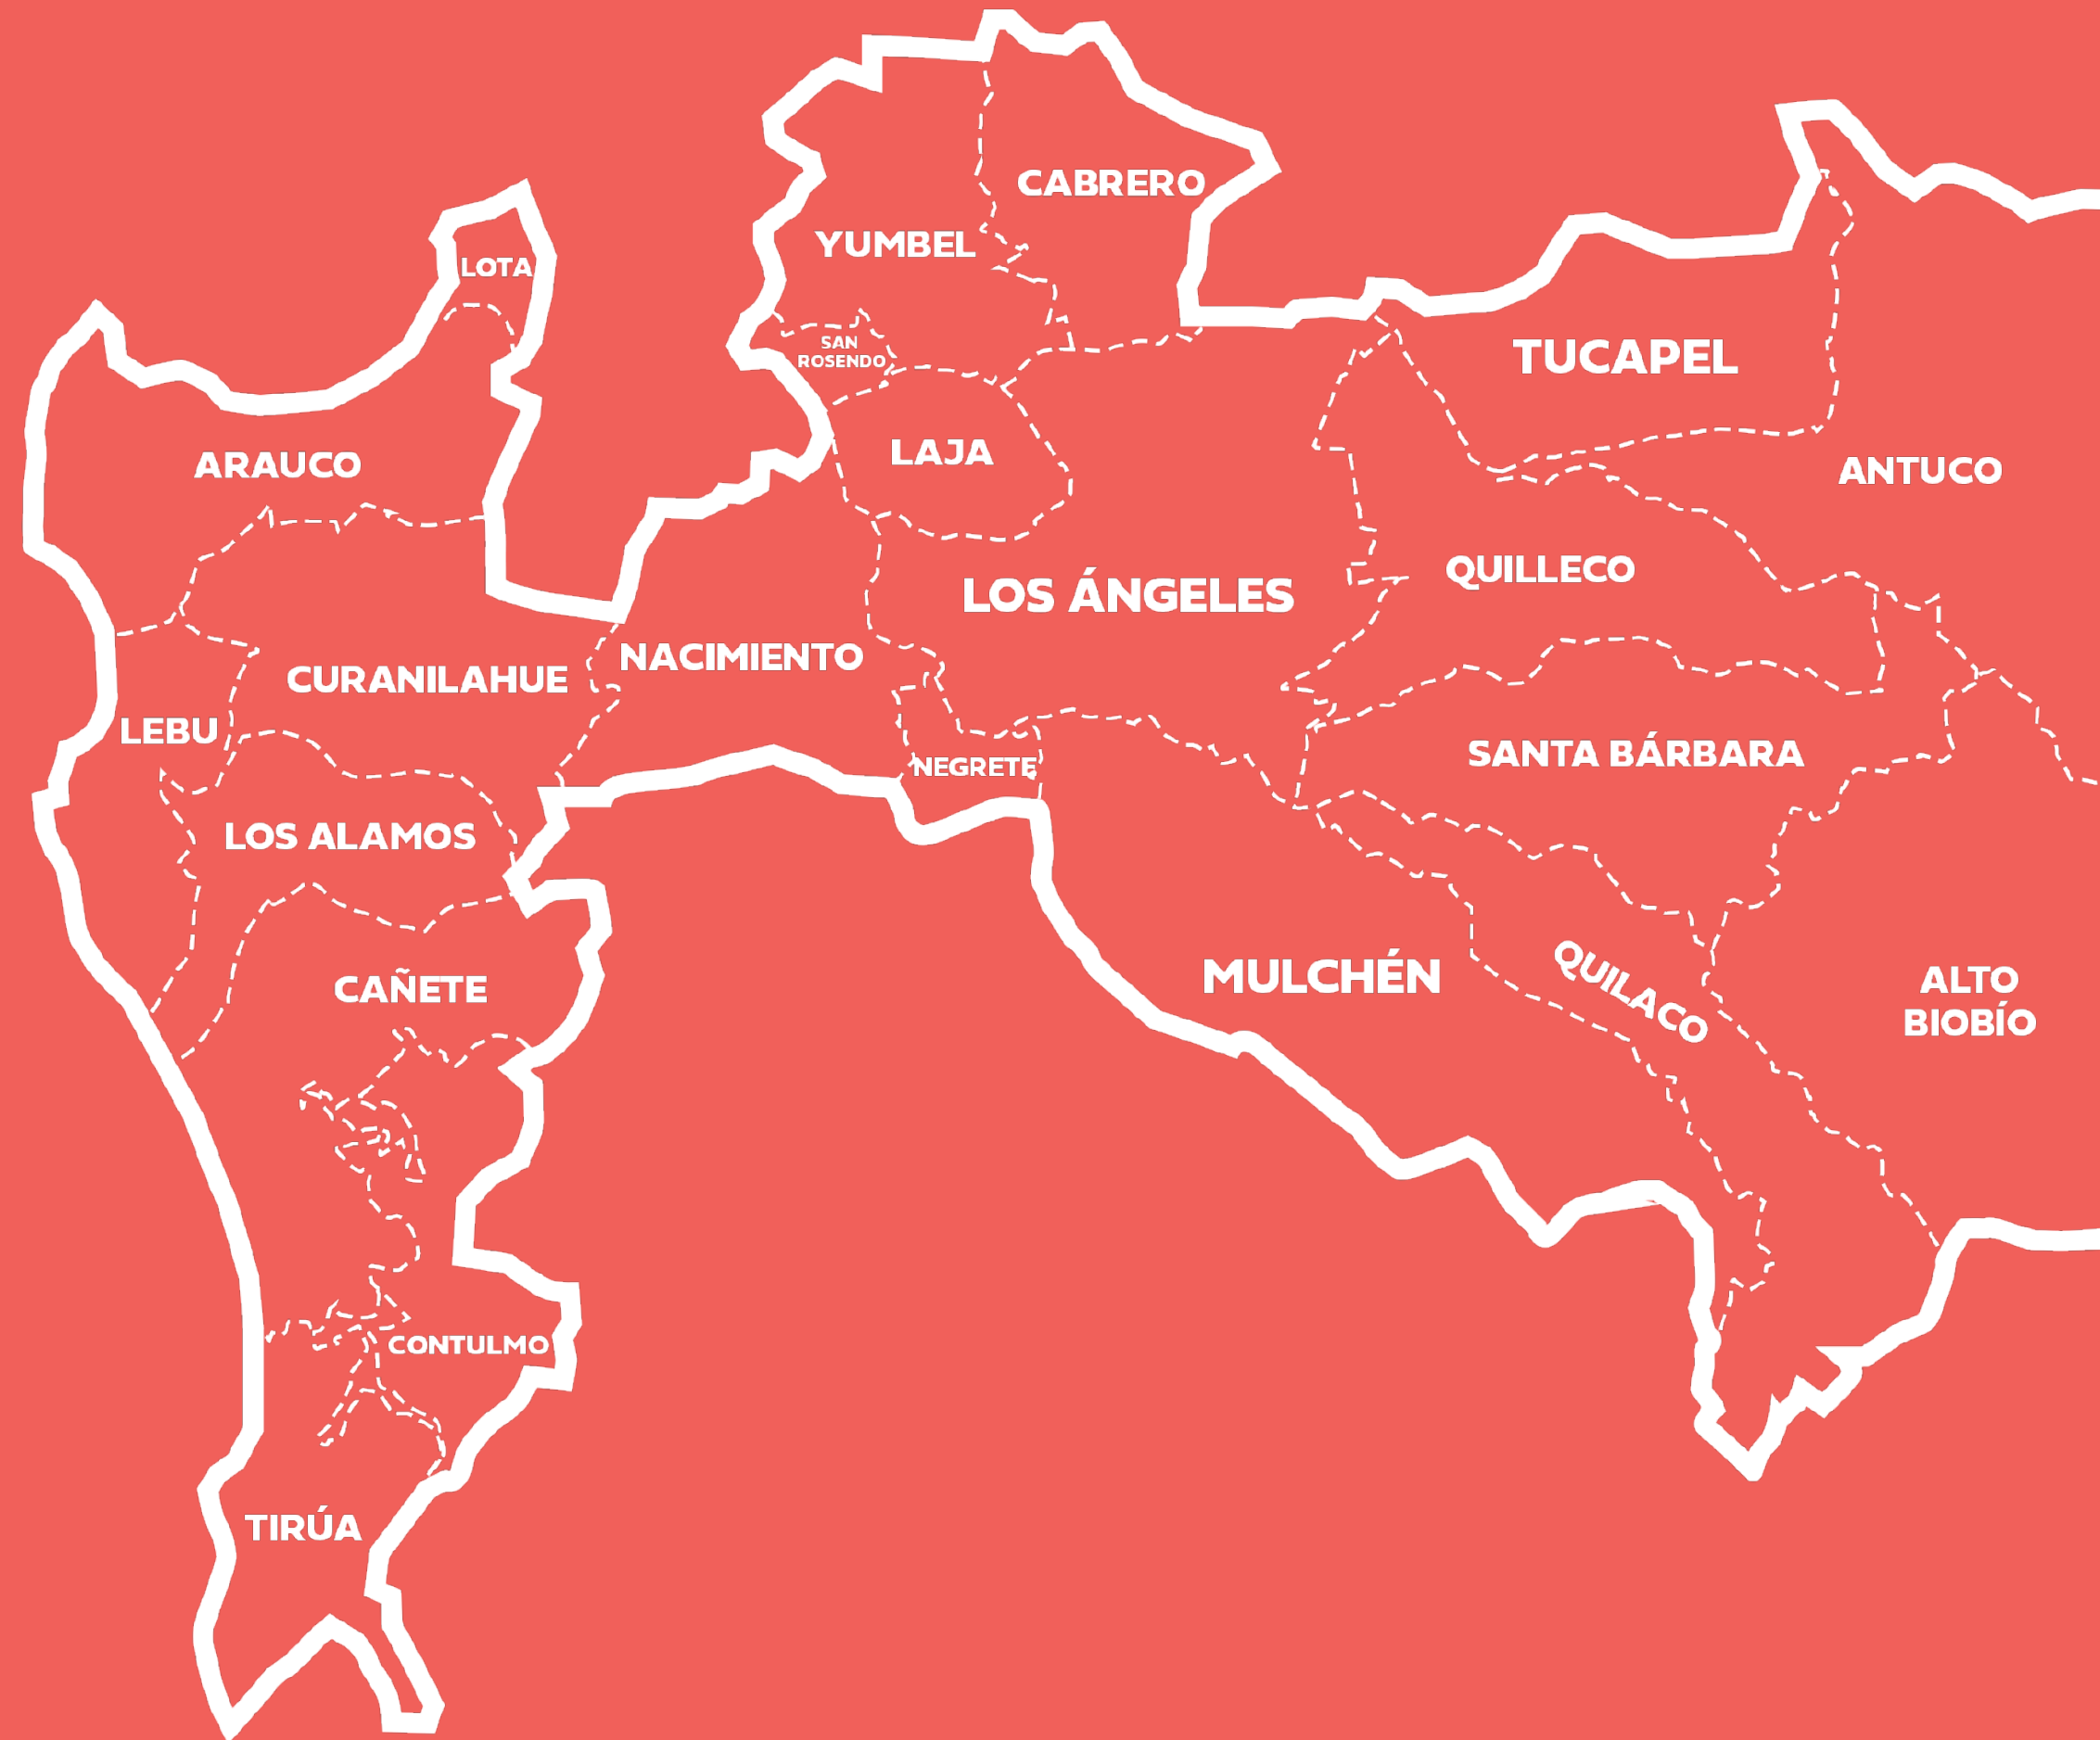 CABRERO
YUMBEL
LOTA
SAN
ROSENDO
TUCAPEL
LAJA
ARAUCO
ANTUCO
QUILLECO
LOS ÁNGELES
NACIMIENTO
CURANILAHUE
LEBU
SANTA BÁRBARA
NEGRETE
LOS ALAMOS
MULCHÉN
QUILACO
CAÑETE
ALTO
BIOBÍO
CONTULMO
TIRÚA